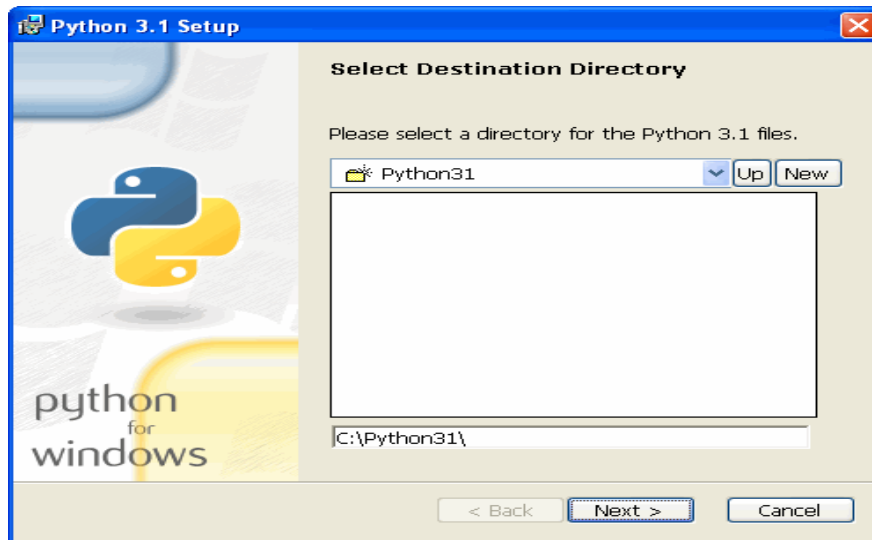 Python 3.1 Setup
Select Destination Directory
Please select a directory for the Python 3.1 files.
Python31
Up
New
C:\Python31\
python
for
windows
< Back
Next >
Cancel